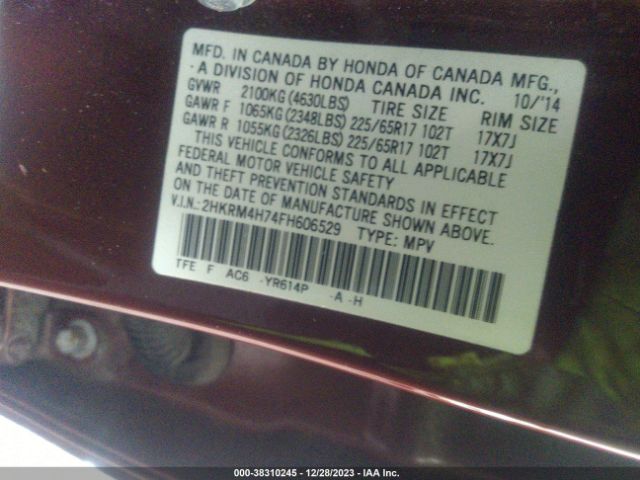 MFD. IN CANADA BY HONDA OF CANADA MFG.,
·A DIVISION OF HONDA CANADA INC. 10/'14
GVWR 2100KG(4630LBS) TIRE SIZE RIM SIZE
GAWR F 1065KG(2348LBS)225/65R17 102T 17X7J
GAWR R 1055KG(2326LBS)225/65R17 102T 17X7J
THIS VEHICLE CONFORMS TO ALL APPLICABLE
FEDERAL MOTOR VEHICLE SAFETY
AND THEFT PREVENTION STANDARDS IN EFFECT
ON THE DATE OF MANUFACTURE SHOWN ABOVE.
V.I.N.: 2HKRM4H74FH606529 TYPE: MPV
TFE F AC6 -YR614P -A -H
000-38310245 - 12/28/2023 - IAA Inc.